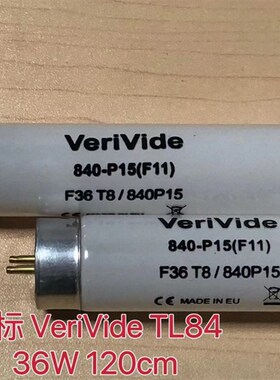 VeriVide
840-P15(F11)
F36 T8 / 840P15
VeriVide
840-P15(F11)
F36 T8 / 840P15
CE MADE IN EU
标 VeriVide TL84
36W 120cm